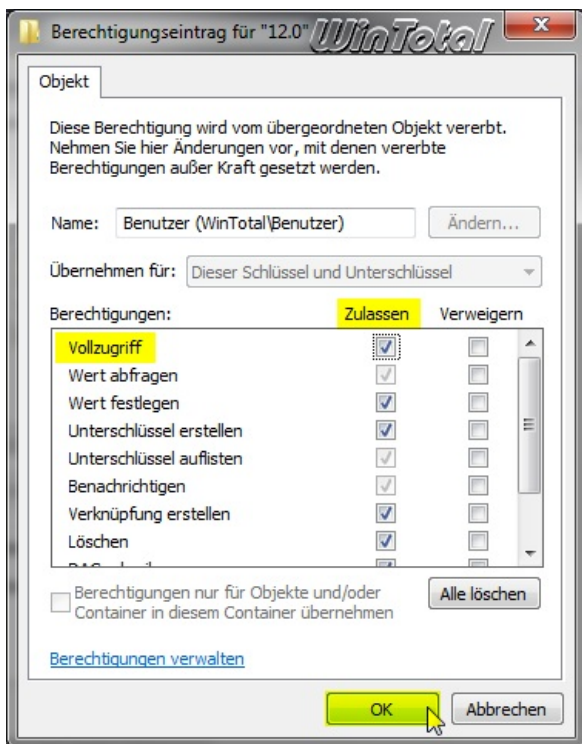 Berechtigungseintrag für "12.0"
WinTotal
Objekt
Diese Berechtigung wird vom übergeordneten Objekt vererbt.
Nehmen Sie hier Änderungen vor, mit denen vererbte
Berechtigungen außer Kraft gesetzt werden.
Name: Benutzer (WinTotal\Benutzer) Ändern...
Übernehmen für: Dieser Schlüssel und Unterschlüssel
Berechtigungen: Zulassen Verweigern
Vollzugriff
Wert abfragen
Wert festlegen
Unterschlüssel erstellen
Unterschlüssel auflisten
Benachrichtigen
Verknüpfung erstellen
Löschen
Berechtigungen nur für Objekte und/oder
Container in diesem Container übernehmen
Alle löschen
Berechtigungen verwalten
OK Abbrechen